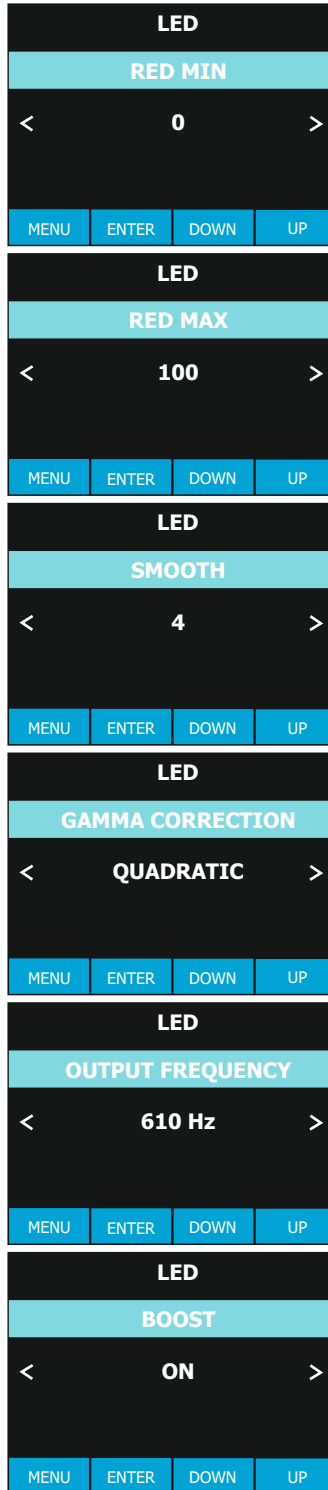 LED
RED MIN
< 0 >
MENU ENTER DOWN UP
LED
RED MAX
< 100 >
MENU ENTER DOWN UP
LED
SMOOTH
< 4 >
MENU ENTER DOWN UP
LED
GAMMA CORRECTION
< QUADRATIC >
MENU ENTER DOWN UP
LED
OUTPUT FREQUENCY
< 610 Hz >
MENU ENTER DOWN UP
LED
BOOST
< ON >
MENU ENTER DOWN UP